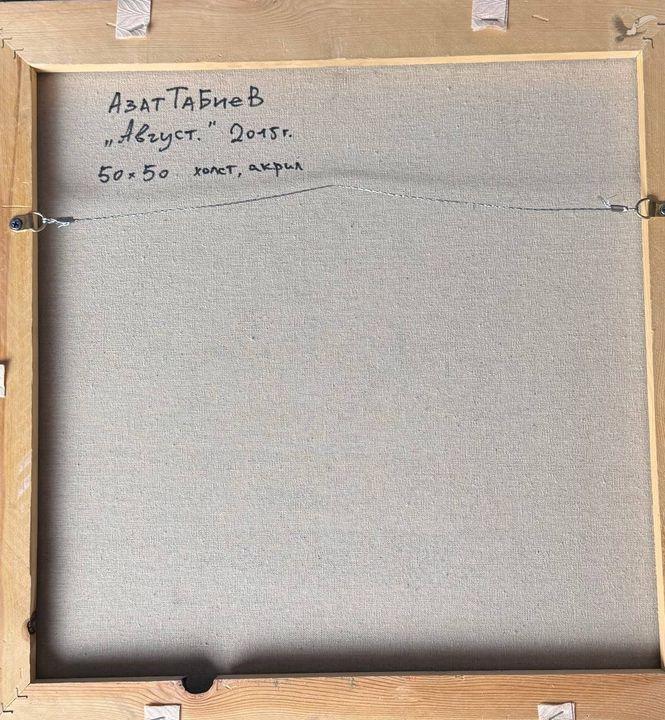 Азат Табиев
„Август.” 2015г.
50×50 холст, акрил